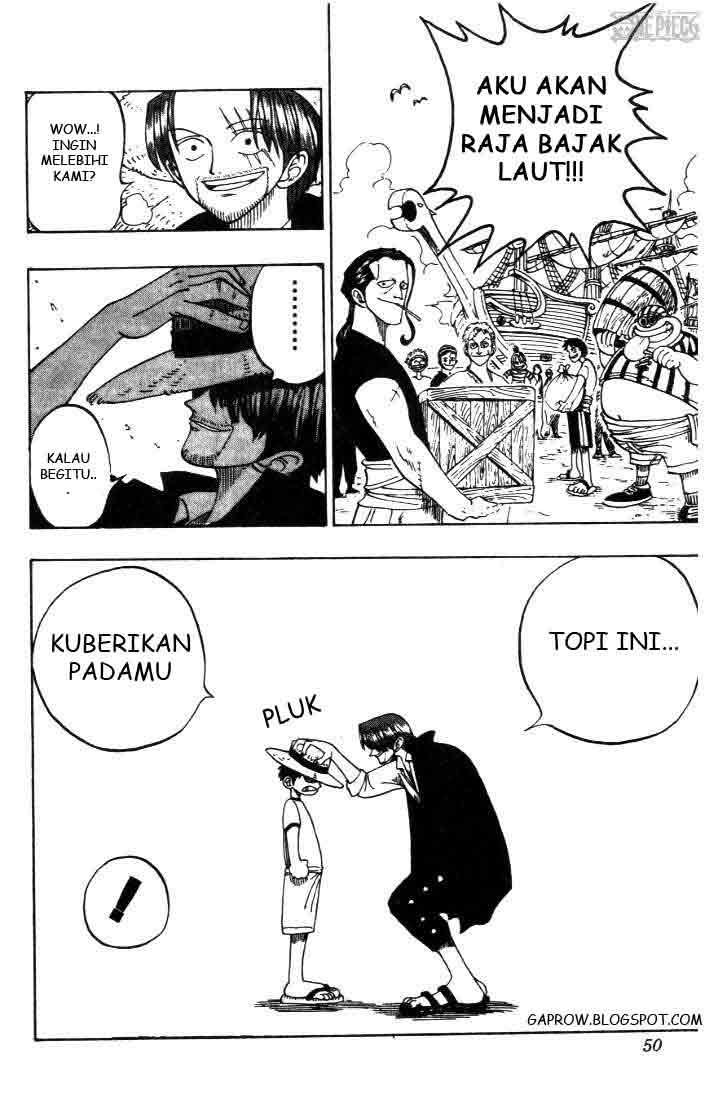 ONE PIECE
AKU AKAN
MENJADI
RAJA BAJAK
LAUT!!!
WOW...!
INGIN
MELEBIHI
KAMI?
.........
KALAU
BEGITU..
.
TOPI INI...
KUBERIKAN
PADAMU
PLUK
!
GAPROW.BLOGSPOT.COM
50